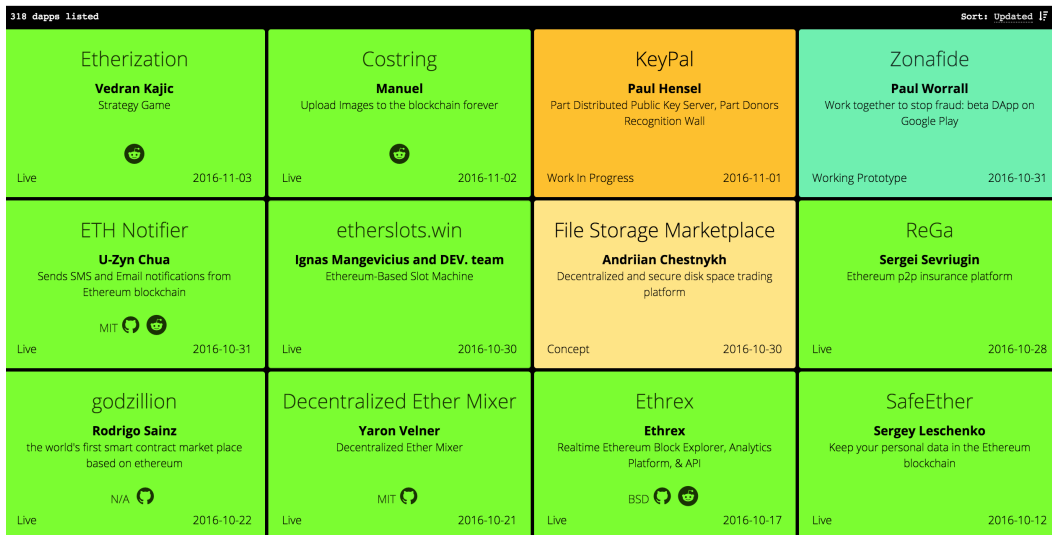 318 dapps listed
Sort: Updated
Etherization
Vedran Kajic
Strategy Game
Live 2016-11-03
Costring
Manuel
Upload Images to the blockchain forever
Live 2016-11-02
KeyPal
Paul Hensel
Part Distributed Public Key Server, Part Donors
Recognition Wall
Work In Progress 2016-11-01
Zonafide
Paul Worrall
Work together to stop fraud: beta DApp on
Google Play
Working Prototype 2016-10-31
ETH Notifier
U-Zyn Chua
Sends SMS and Email notifications from
Ethereum blockchain
MIT
Live 2016-10-31
etherslots.win
Ignas Mangevicius and DEV. team
Ethereum-Based Slot Machine
Live 2016-10-30
File Storage Marketplace
Andriian Chestnykh
Decentralized and secure disk space trading
platform
Concept 2016-10-30
ReGa
Sergei Sevriugin
Ethereum p2p insurance platform
Live 2016-10-28
godzillion
Rodrigo Sainz
the world's first smart contract market place
based on ethereum
N/A
Live 2016-10-22
Decentralized Ether Mixer
Yaron Velner
Decentralized Ether Mixer
MIT
Live 2016-10-21
Ethrex
Ethrex
Realtime Ethereum Block Explorer, Analytics
Platform, & API
BSD
Live 2016-10-17
SafeEther
Sergey Leschenko
Keep your personal data in the Ethereum
blockchain
Live 2016-10-12